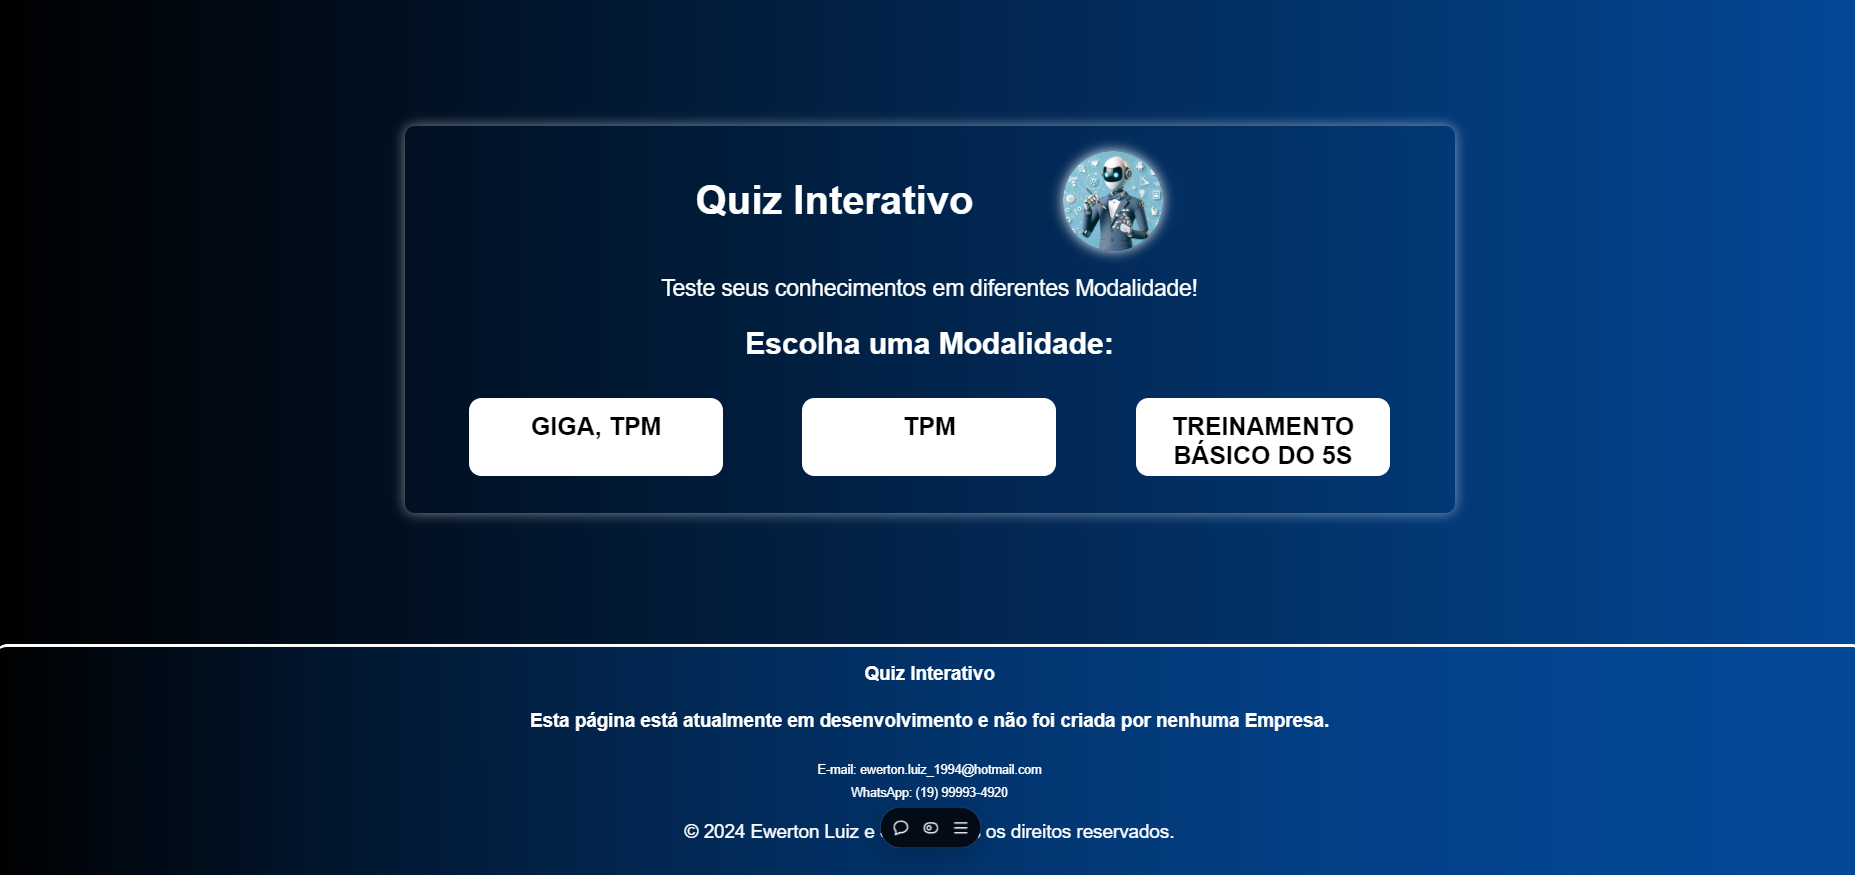 Quiz Interativo
Teste seus conhecimentos em diferentes Modalidade!
Escolha uma Modalidade:
GIGA, TPM
TPM
TREINAMENTO
BÁSICO DO 5S
Quiz Interativo
Esta página está atualmente em desenvolvimento e não foi criada por nenhuma Empresa.
E-mail: ewerton.luiz_1994@hotmail.com
WhatsApp: (19) 99993-4920
© 2024 Ewerton Luiz e os direitos reservados.